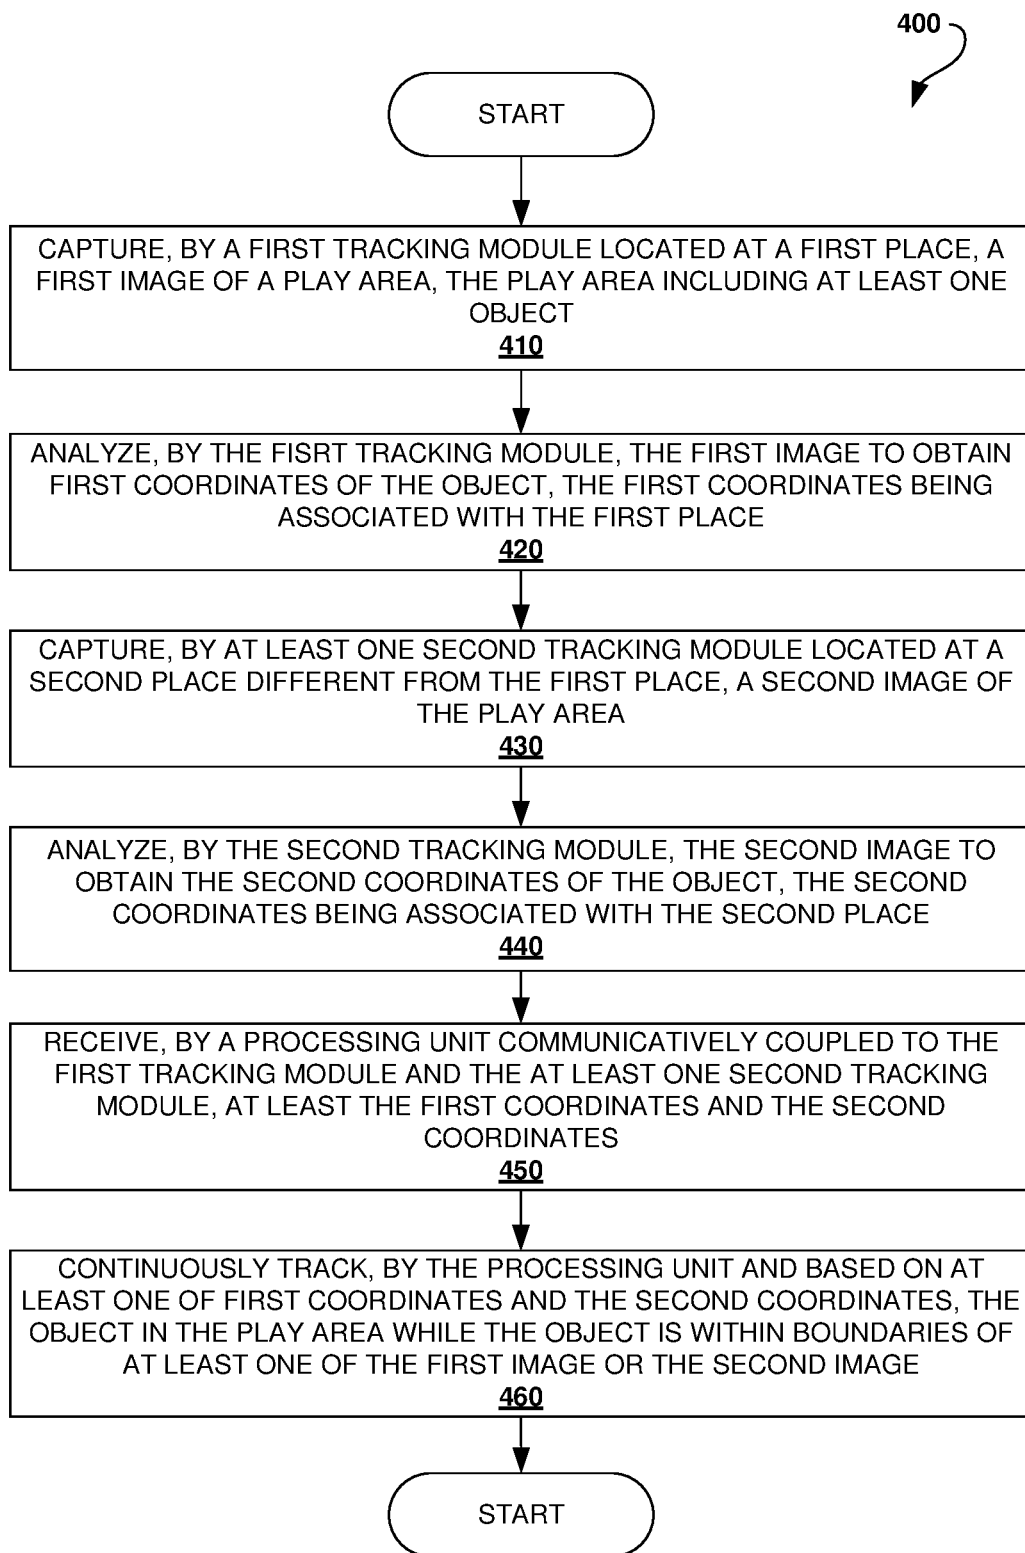 400
START
CAPTURE, BY A FIRST TRACKING MODULE LOCATED AT A FIRST PLACE, A
FIRST IMAGE OF A PLAY AREA, THE PLAY AREA INCLUDING AT LEAST ONE
OBJECT
410
ANALYZE, BY THE FISRT TRACKING MODULE, THE FIRST IMAGE TO OBTAIN
FIRST COORDINATES OF THE OBJECT, THE FIRST COORDINATES BEING
ASSOCIATED WITH THE FIRST PLACE
420
CAPTURE, BY AT LEAST ONE SECOND TRACKING MODULE LOCATED AT A
SECOND PLACE DIFFERENT FROM THE FIRST PLACE, A SECOND IMAGE OF
THE PLAY AREA
430
ANALYZE, BY THE SECOND TRACKING MODULE, THE SECOND IMAGE TO
OBTAIN THE SECOND COORDINATES OF THE OBJECT, THE SECOND
COORDINATES BEING ASSOCIATED WITH THE SECOND PLACE
440
RECEIVE, BY A PROCESSING UNIT COMMUNICATIVELY COUPLED TO THE
FIRST TRACKING MODULE AND THE AT LEAST ONE SECOND TRACKING
MODULE, AT LEAST THE FIRST COORDINATES AND THE SECOND
COORDINATES
450
CONTINUOUSLY TRACK, BY THE PROCESSING UNIT AND BASED ON AT
LEAST ONE OF FIRST COORDINATES AND THE SECOND COORDINATES, THE
OBJECT IN THE PLAY AREA WHILE THE OBJECT IS WITHIN BOUNDARIES OF
AT LEAST ONE OF THE FIRST IMAGE OR THE SECOND IMAGE
460
START